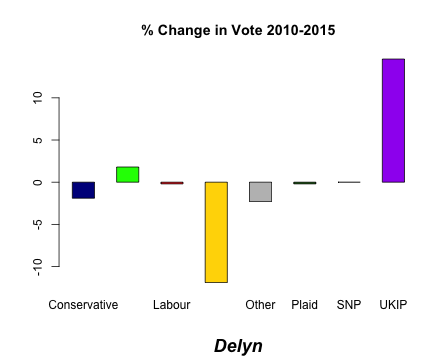 % Change in Vote 2010-2015
10
5
0
-5
-10
Conservative Labour Other Plaid SNP UKIP
Delyn